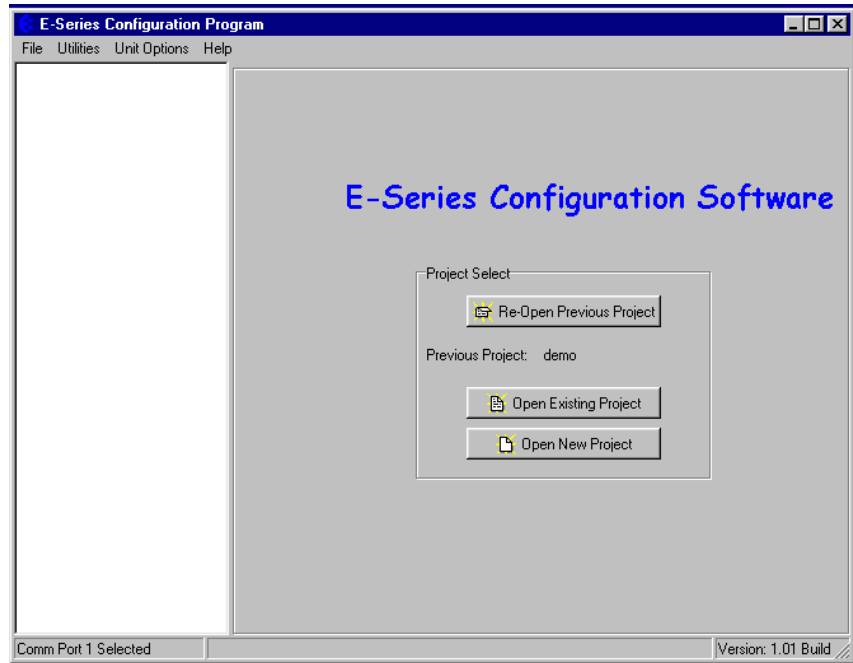 E-Series Configuration Program
File Utilities Unit Options Help
E-Series Configuration Software
Project Select
Re-Open Previous Project
Previous Project: demo
Open Existing Project
Open New Project
Comm Port 1 Selected
Version: 1.01 Build